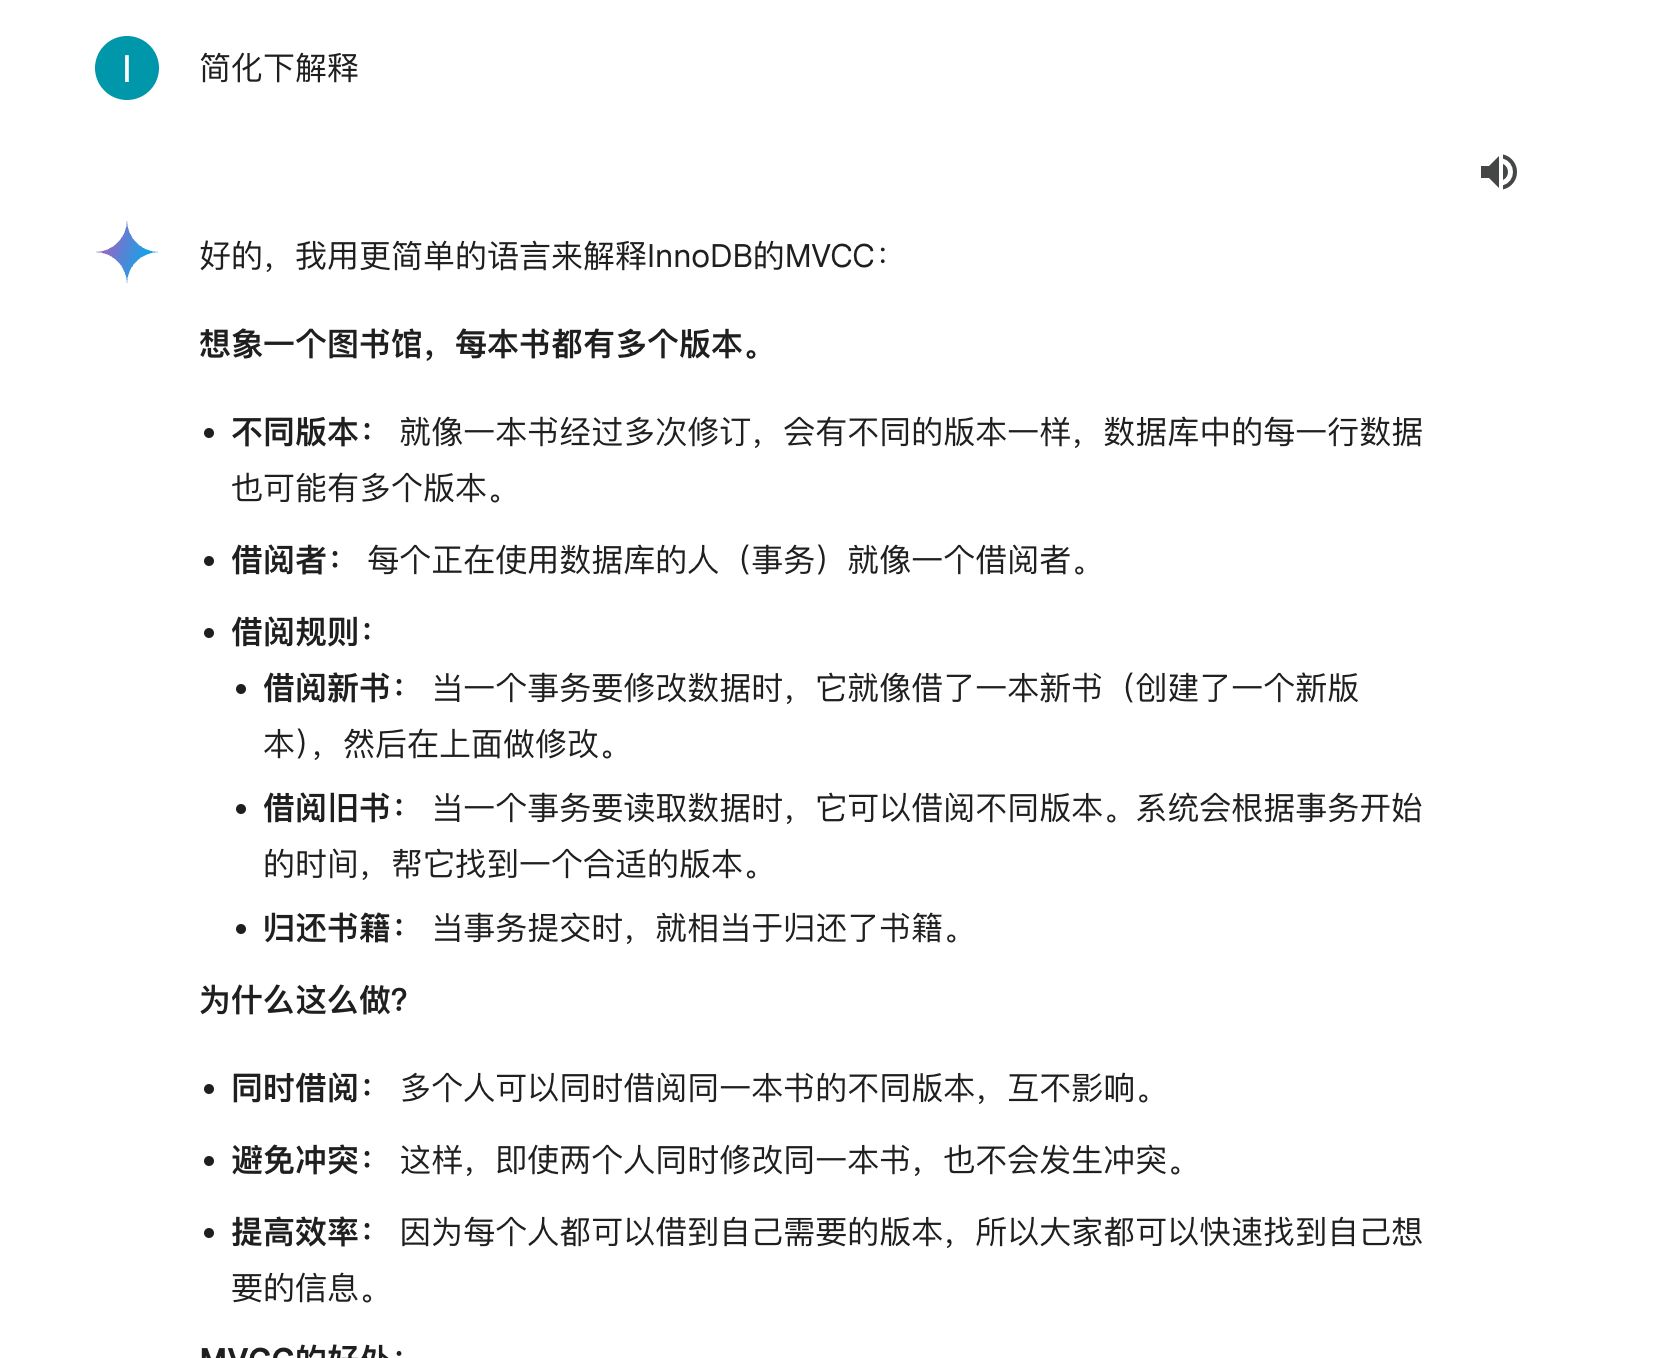 I
简化下解释
好的，我用更简单的语言来解释InnoDB的MVCC：
想象一个图书馆，每本书都有多个版本。
• 不同版本： 就像一本书经过多次修订，会有不同的版本一样，数据库中的每一行数据
也可能有多个版本。
• 借阅者： 每个正在使用数据库的人（事务）就像一个借阅者。
• 借阅规则：
• 借阅新书： 当一个事务要修改数据时，它就像借了一本新书（创建了一个新版
本），然后在上面做修改。
• 借阅旧书： 当一个事务要读取数据时，它可以借阅不同版本。系统会根据事务开始
的时间，帮它找到一个合适的版本。
• 归还书籍： 当事务提交时，就相当于归还了书籍。
为什么这么做?
• 同时借阅： 多个人可以同时借阅同一本书的不同版本，互不影响。
• 避免冲突： 这样，即使两个人同时修改同一本书，也不会发生冲突。
• 提高效率： 因为每个人都可以借到自己需要的版本，所以大家都可以快速找到自己想
要的信息。
MVCC的好处：